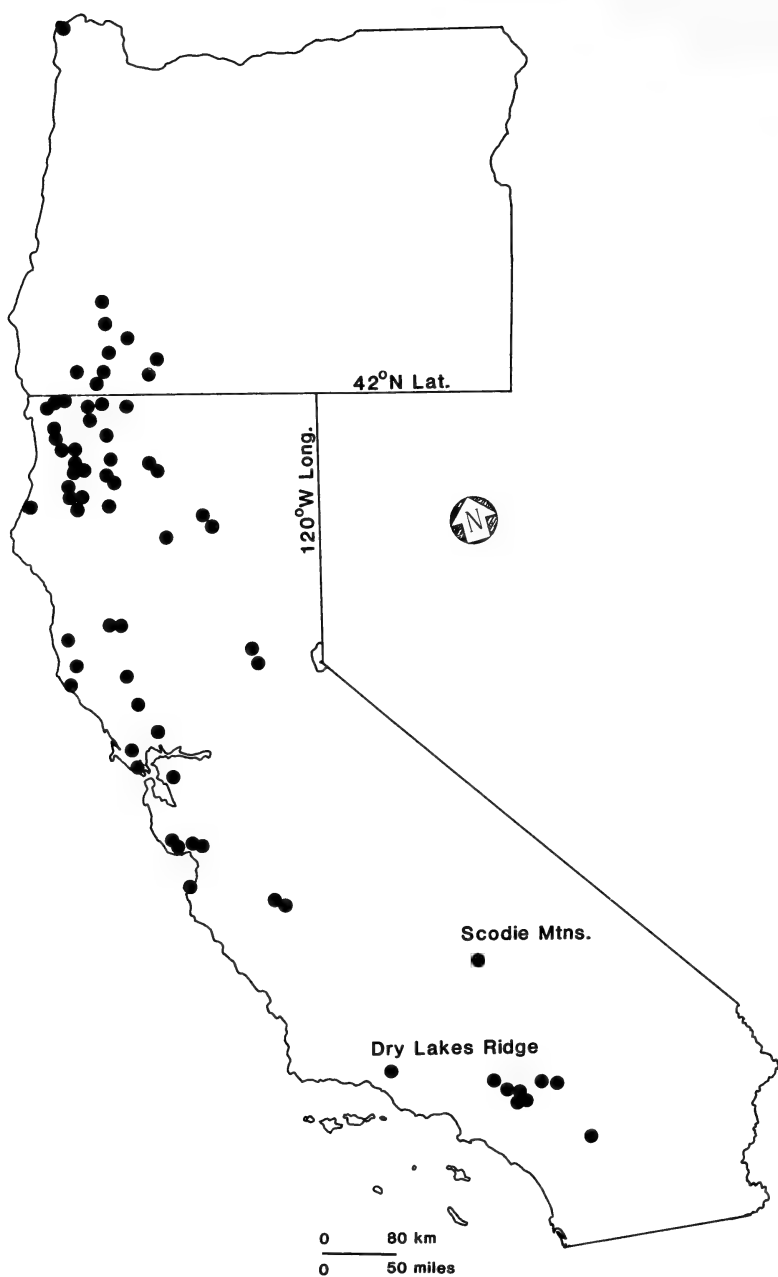 42°N Lat.
120°W Long.
N
Scodie Mtns.
Dry Lakes Ridge
0 80 km
0 50 miles